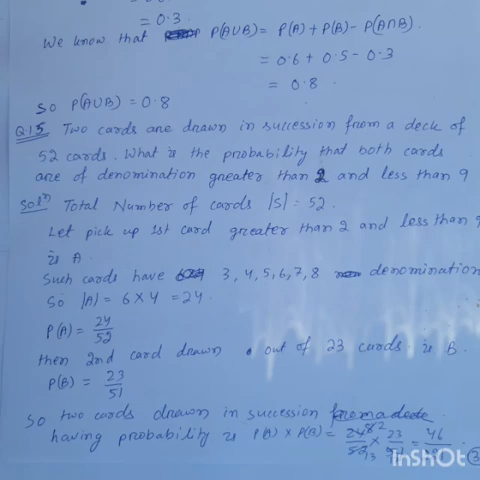 = 0.3
We know that P(A∪B) = P(A) + P(B) - P(A∩B).
= 0.6 + 0.5 - 0.3
= 0.8
So P(A∪B) = 0.8
Q.15 Two cards are drawn in succession from a deck of
52 cards. What is the probability that both cards
are of denomination greater than 2 and less than 9
Solⁿ Total Number of cards |S| = 52.
Let pick up 1st card greater than 2 and less than 9
is A.
Such cards have 3, 4, 5, 6, 7, 8 denomination
So |A| = 6 × 4 = 24.
P(A) = 24/52
then 2nd card drawn out of 23 cards is B.
P(B) = 23/51
So two cards drawn in succession from a deck
having probability is P(A) × P(B) = 24/52 × 23/51 = 46
InShOt